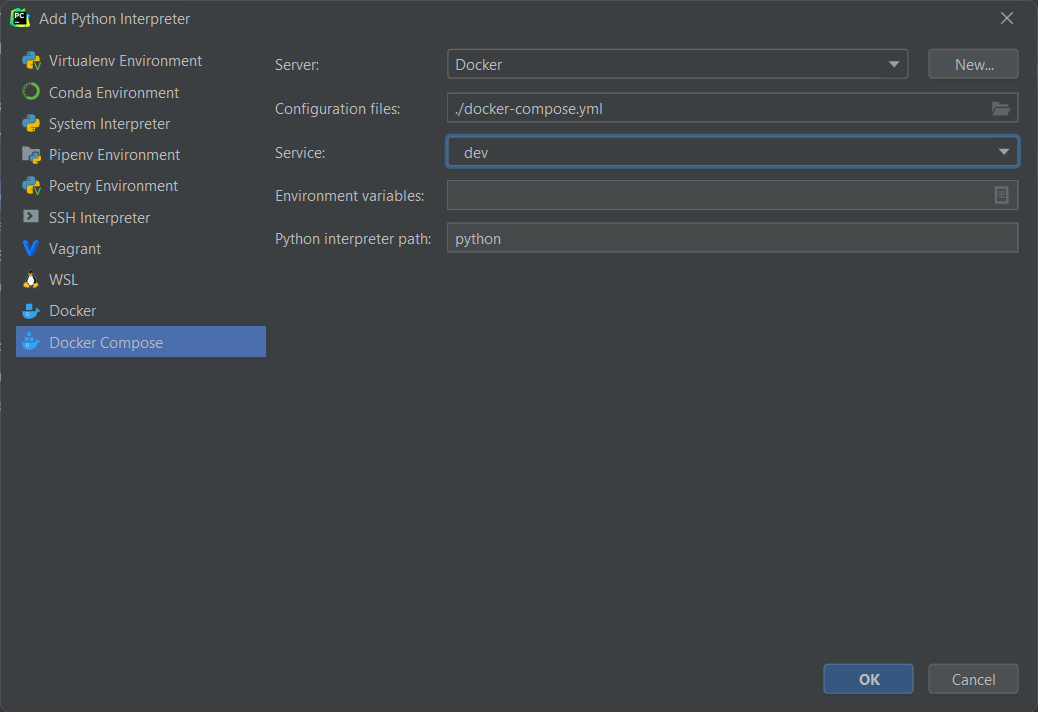 Add Python Interpreter
Virtualenv Environment
Conda Environment
System Interpreter
Pipenv Environment
Poetry Environment
SSH Interpreter
Vagrant
WSL
Docker
Docker Compose
Server:
Docker
New...
Configuration files:
./docker-compose.yml
Service:
dev
Environment variables:
Python interpreter path:
python
OK
Cancel